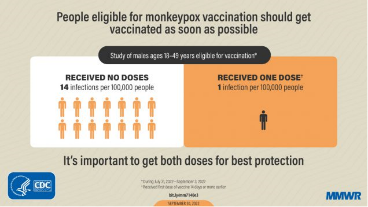 People eligible for monkeypox vaccination should get
vaccinated as soon as possible
Study of males ages 18–49 years eligible for vaccination*
RECEIVED NO DOSES
14 infections per 100,000 people
RECEIVED ONE DOSE†
1 infection per 100,000 people
It's important to get both doses for best protection
CDC
MMWR